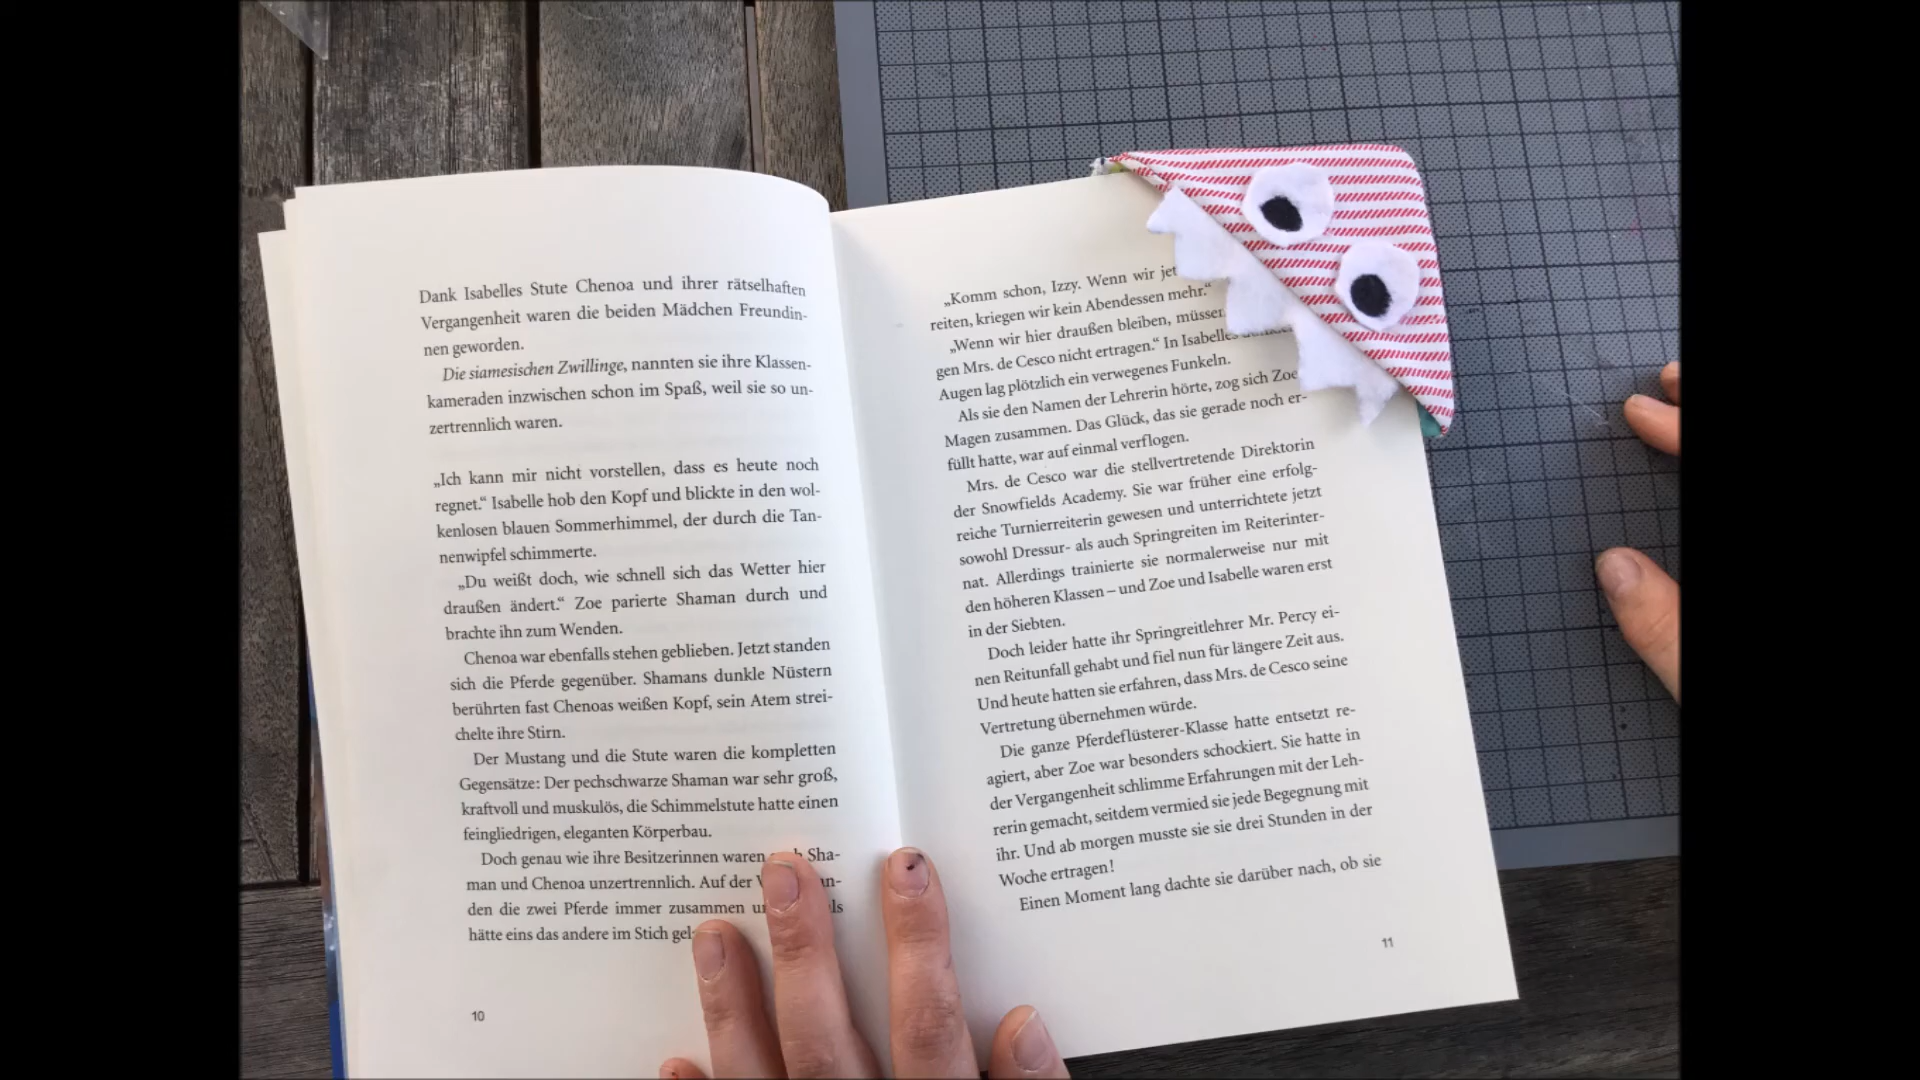 Dank Isabelles Stute Chenoa und ihrer rätselhaften
Vergangenheit waren die beiden Mädchen Freundin-
nen geworden.
Die siamesischen Zwillinge, nannten sie ihre Klassen-
kameraden inzwischen schon im Spaß, weil sie so un-
zertrennlich waren.
„Ich kann mir nicht vorstellen, dass es heute noch
regnet.“ Isabelle hob den Kopf und blickte in den wol-
kenlosen blauen Sommerhimmel, der durch die Tan-
nenwipfel schimmerte.
„Du weißt doch, wie schnell sich das Wetter hier
draußen ändert.“ Zoe parierte Shaman durch und
brachte ihn zum Wenden.
Chenoa war ebenfalls stehen geblieben. Jetzt standen
sich die Pferde gegenüber. Shamans dunkle Nüstern
berührten fast Chenoas weißen Kopf, sein Atem strei-
chelte ihre Stirn.
Der Mustang und die Stute waren die kompletten
Gegensätze: Der pechschwarze Shaman war sehr groß,
kraftvoll und muskulös, die Schimmelstute hatte einen
feingliedrigen, eleganten Körperbau.
Doch genau wie ihre Besitzerinnen waren Sha-
man und Chenoa unzertrennlich. Auf der
den die zwei Pferde immer zusammen
hätte eins das andere im Stich
10
„Komm schon, Izzy. Wenn wir
reiten, kriegen wir kein Abendessen mehr.“
„Wenn wir hier draußen bleiben,
gen Mrs. de Cesco nicht ertragen.“ In Isabelles
Augen lag plötzlich ein verwegenes Funkeln.
Als sie den Namen der Lehrerin hörte, zog sich Zoe
Magen zusammen. Das Glück, das sie gerade noch er-
füllt hatte, war auf einmal verflogen.
Mrs. de Cesco war die stellvertretende Direktorin
der Snowfields Academy. Sie war früher eine erfolg-
reiche Turnierreiterin gewesen und unterrichtete jetzt
sowohl Dressur- als auch Springreiten im Reiterinter-
nat. Allerdings trainierte sie normalerweise nur mit
den höheren Klassen – und Zoe und Isabelle waren erst
in der Siebten.
Doch leider hatte ihr Springreitlehrer Mr. Percy ei-
nen Reitunfall gehabt und fiel nun für längere Zeit aus.
Und heute hatten sie erfahren, dass Mrs. de Cesco seine
Vertretung übernehmen würde.
Die ganze Pferdeflüsterer-Klasse hatte entsetzt re-
agiert, aber Zoe war besonders schockiert. Sie hatte in
der Vergangenheit schlimme Erfahrungen mit der Leh-
rerin gemacht, seitdem vermied sie jede Begegnung mit
ihr. Und ab morgen musste sie sie drei Stunden in der
Woche ertragen!
Einen Moment lang dachte sie darüber nach, ob sie
11